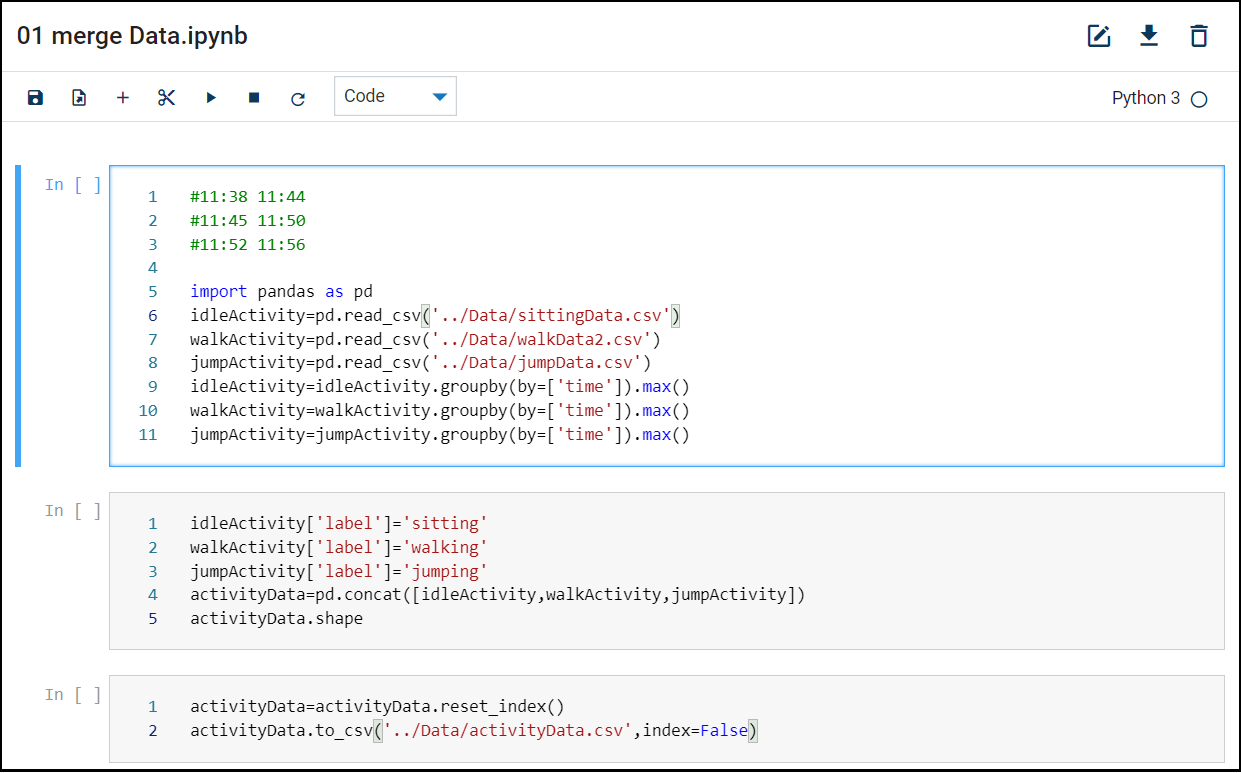 01 merge Data.ipynb
Code
Python 3
In [ ]
1 #11:38 11:44
2 #11:45 11:50
3 #11:52 11:56
4
5 import pandas as pd
6 idleActivity=pd.read_csv('../Data/sittingData.csv')
7 walkActivity=pd.read_csv('../Data/walkData2.csv')
8 jumpActivity=pd.read_csv('../Data/jumpData.csv')
9 idleActivity=idleActivity.groupby(by=['time']).max()
10 walkActivity=walkActivity.groupby(by=['time']).max()
11 jumpActivity=jumpActivity.groupby(by=['time']).max()
In [ ]
1 idleActivity['label']='sitting'
2 walkActivity['label']='walking'
3 jumpActivity['label']='jumping'
4 activityData=pd.concat([idleActivity,walkActivity,jumpActivity])
5 activityData.shape
In [ ]
1 activityData=activityData.reset_index()
2 activityData.to_csv('../Data/activityData.csv',index=False)